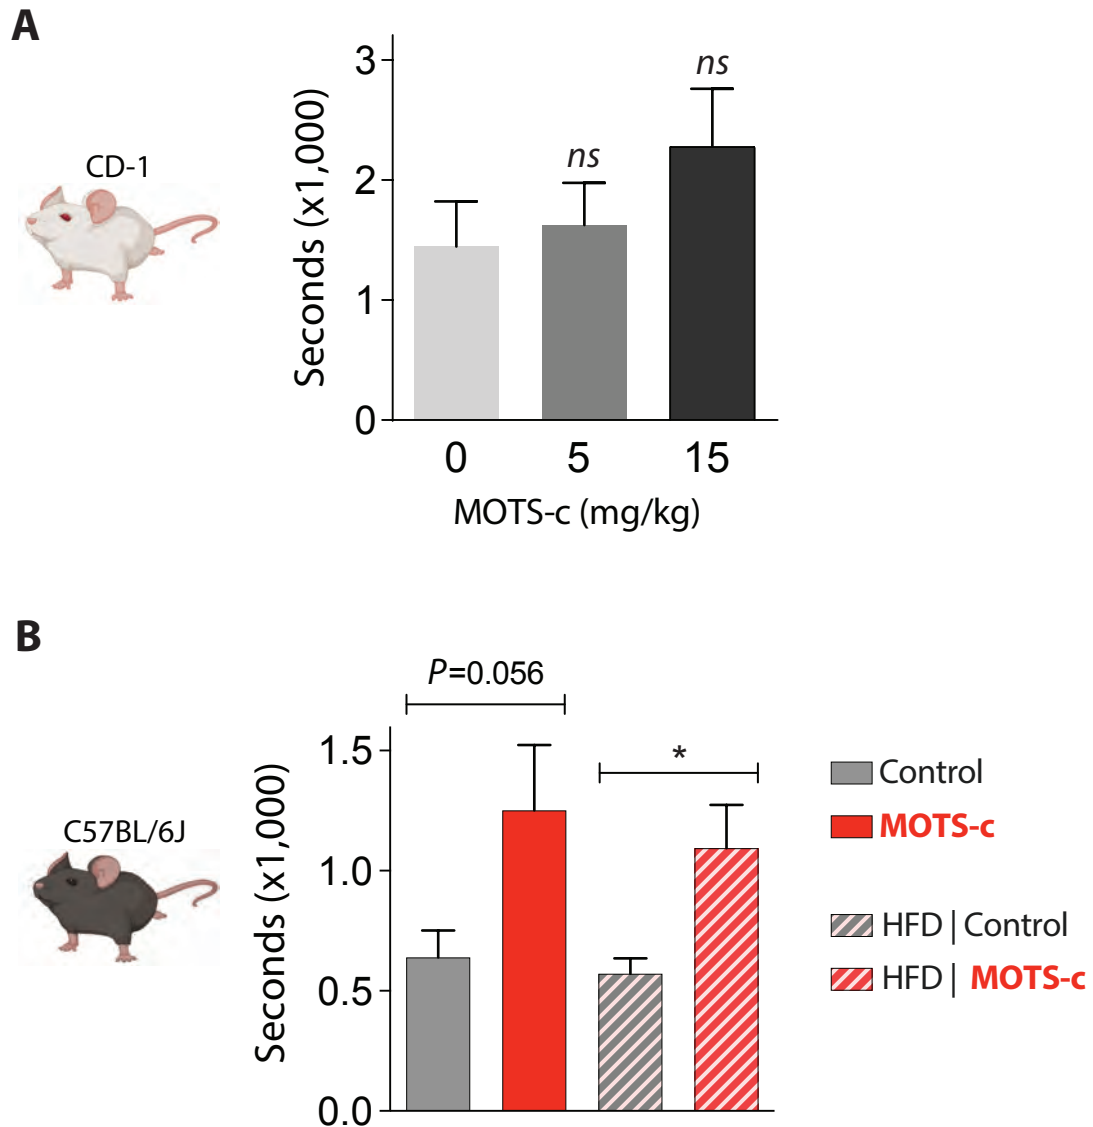 A
CD-1
Seconds (x1,000)
3
2
1
0
ns
ns
0 5 15
MOTS-c (mg/kg)
B
C57BL/6J
Seconds (x1,000)
P=0.056
*
1.5
1.0
0.5
0.0
Control
MOTS-c
HFD | Control
HFD | MOTS-c